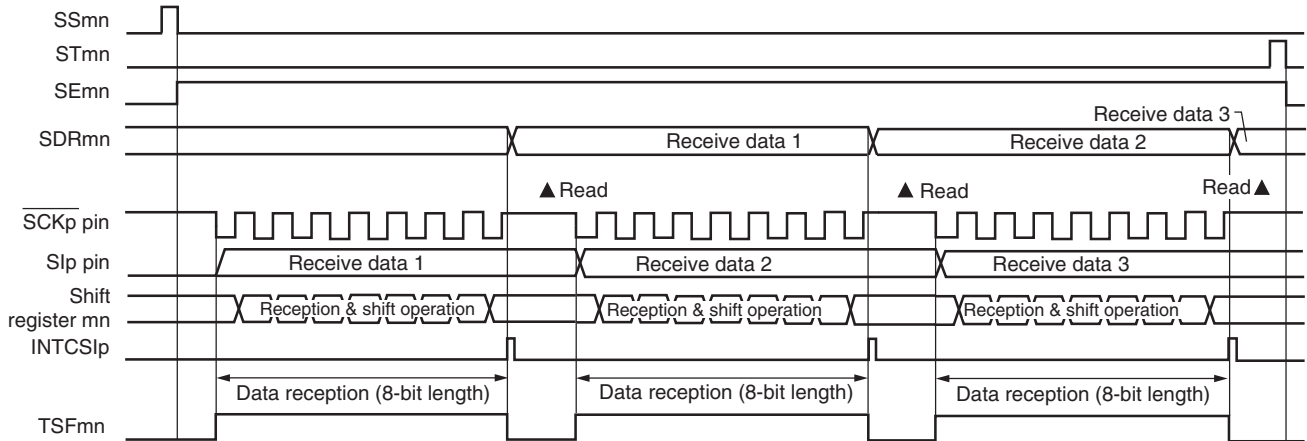 SSmn
STmn
SEmn
Receive data 3
SDRmn
Receive data 1
Receive data 2
▲ Read
▲ Read
Read ▲
SCKp pin
SIp pin
Receive data 1
Receive data 2
Receive data 3
Shift
register mn
Reception & shift operation
Reception & shift operation
Reception & shift operation
INTCSIp
Data reception (8-bit length)
Data reception (8-bit length)
Data reception (8-bit length)
TSFmn